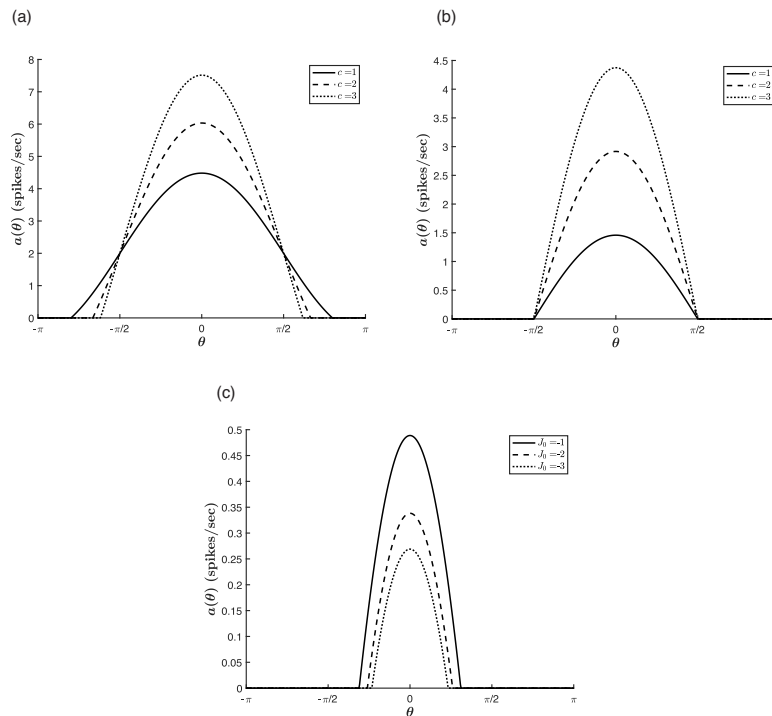 (a)
8
7
6
5
4
3
2
1
0
-π
-π/2
0
π/2
π
θ
a(θ) (spikes/sec)
c =1
c =2
c =3
(b)
4.5
4
3.5
3
2.5
2
1.5
1
0.5
0
-π
-π/2
0
π/2
θ
a(θ) (spikes/sec)
c =1
c =2
c =3
(c)
0.5
0.45
0.4
0.35
0.3
0.25
0.2
0.15
0.1
0.05
0
-π
-π/2
0
π/2
π
θ
a(θ) (spikes/sec)
J₀ =-1
J₀ =-2
J₀ =-3